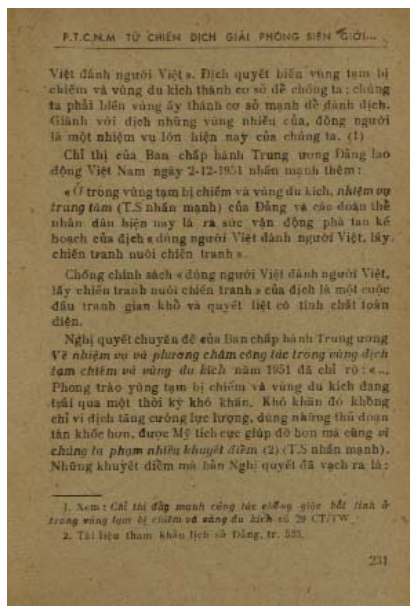 P.T.C.N.M TỪ CHIẾN DỊCH GIẢI PHÓNG BIÊN GIỚI...
Việt đánh người Việt». Địch quyết biến vùng tạm bị
chiếm và vùng du kích thành cơ sở để chống ta; chúng
ta phải biến vùng ấy thành cơ sở mạnh để đánh địch.
Giành với địch những vùng nhiều của, đông người
là một nhiệm vụ lớn hiện nay của chúng ta. (1)
Chỉ thị của Ban chấp hành Trung ương Đảng lao
động Việt Nam ngày 2-12-1951 nhấn mạnh thêm:
«Ở trong vùng tạm bị chiếm và vùng du kích, nhiệm vụ
trung tâm (T.S nhấn mạnh) của Đảng và các đoàn thể
nhân dân hiện nay là ra sức vận động phá tan kế
hoạch của địch «dùng người Việt đánh người Việt, lấy
chiến tranh nuôi chiến tranh».
Chống chính sách «dùng người Việt đánh người Việt,
lấy chiến tranh nuôi chiến tranh» của địch là một cuộc
đấu tranh gian khổ và quyết liệt có tính chất toàn
diện.
Nghị quyết chuyên đề của Ban chấp hành Trung ương
Về nhiệm vụ và phương châm công tác trong vùng địch
tạm chiếm và vùng du kích năm 1951 đã chỉ rõ: «...
Phong trào vùng tạm bị chiếm và vùng du kích đang
trải qua một thời kỳ khó khăn. Khó khăn đó không
chỉ vì địch tăng cường lực lượng, dùng những thủ đoạn
tàn khốc hơn, được Mỹ tích cực giúp đỡ hơn mà cũng vì
chúng ta phạm nhiều khuyết điểm (2) (T.S nhấn mạnh).
Những khuyết điểm mà bản Nghị quyết đã vạch ra là:
1. Xem: Chỉ thị đẩy mạnh công tác chống giặc bắt lính ở
trong vùng tạm bị chiếm và vùng du kích số 20 CT/TW
2. Tài liệu tham khảo lịch sử Đảng, tr. 533.
231